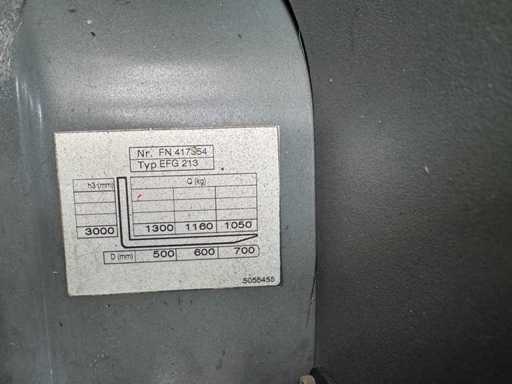 Nr. FN 417354
Typ EFG 213
h3 (mm) Q (kg)
3000 1300 1160 1050
D (mm) 500 600 700
5055455